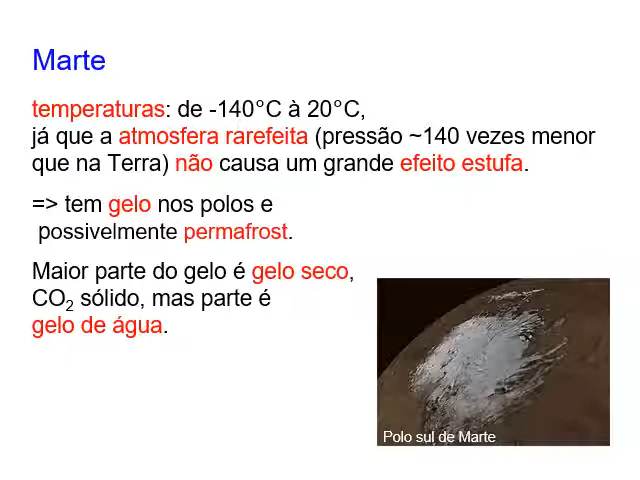 Marte
temperaturas: de -140°C à 20°C,
já que a atmosfera rarefeita (pressão ~140 vezes menor
que na Terra) não causa um grande efeito estufa.
=> tem gelo nos polos e
possivelmente permafrost.
Maior parte do gelo é gelo seco,
CO₂ sólido, mas parte é
gelo de água.
Polo sul de Marte